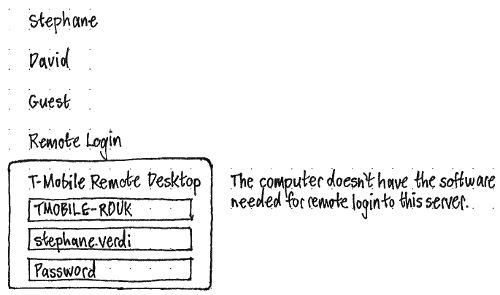 Stephane
David
Guest
Remote Login
T-Mobile Remote Desktop
TMOBILE-RDUK
stephane.verdi
Password
The computer doesn't have the software
needed for remote login to this server.